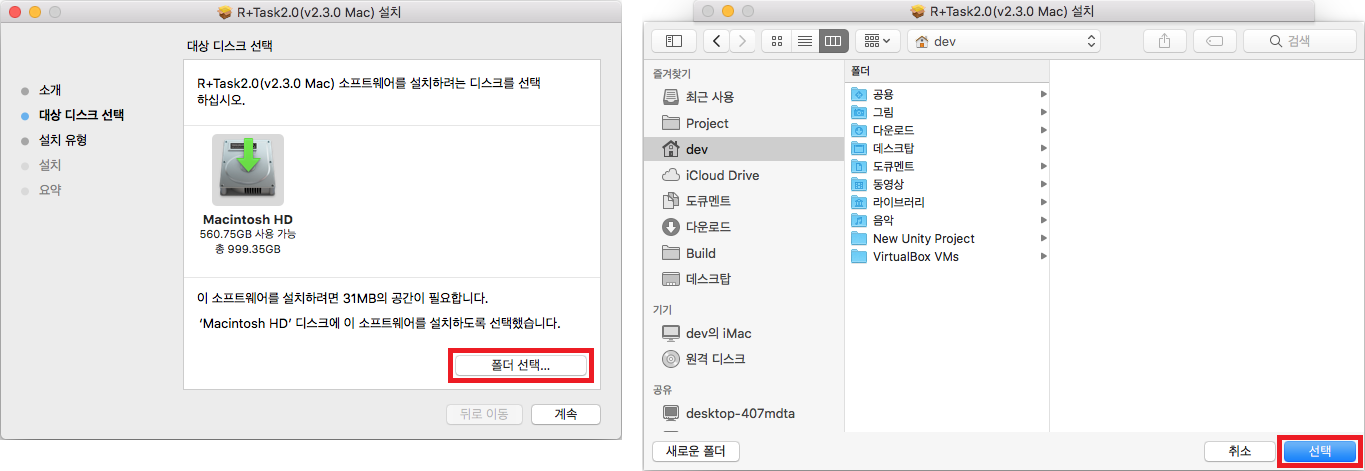 R+Task2.0(v2.3.0 Mac) 설치
대상 디스크 선택
소개
대상 디스크 선택
설치 유형
설치
요약
R+Task2.0(v2.3.0 Mac) 소프트웨어를 설치하려는 디스크를 선택
하십시오.
Macintosh HD
560.75GB 사용 가능
총 999.35GB
이 소프트웨어를 설치하려면 31MB의 공간이 필요합니다.
‘Macintosh HD’ 디스크에 이 소프트웨어를 설치하도록 선택했습니다.
폴더 선택...
뒤로 이동
계속
R+Task2.0(v2.3.0 Mac) 설치
dev
검색
즐겨찾기
최근 사용
Project
dev
iCloud Drive
도큐멘트
다운로드
Build
데스크탑
기기
dev의 iMac
원격 디스크
공유
desktop-407mdta
폴더
공용
그림
다운로드
데스크탑
도큐멘트
동영상
라이브러리
음악
New Unity Project
VirtualBox VMs
새로운 폴더
취소
선택